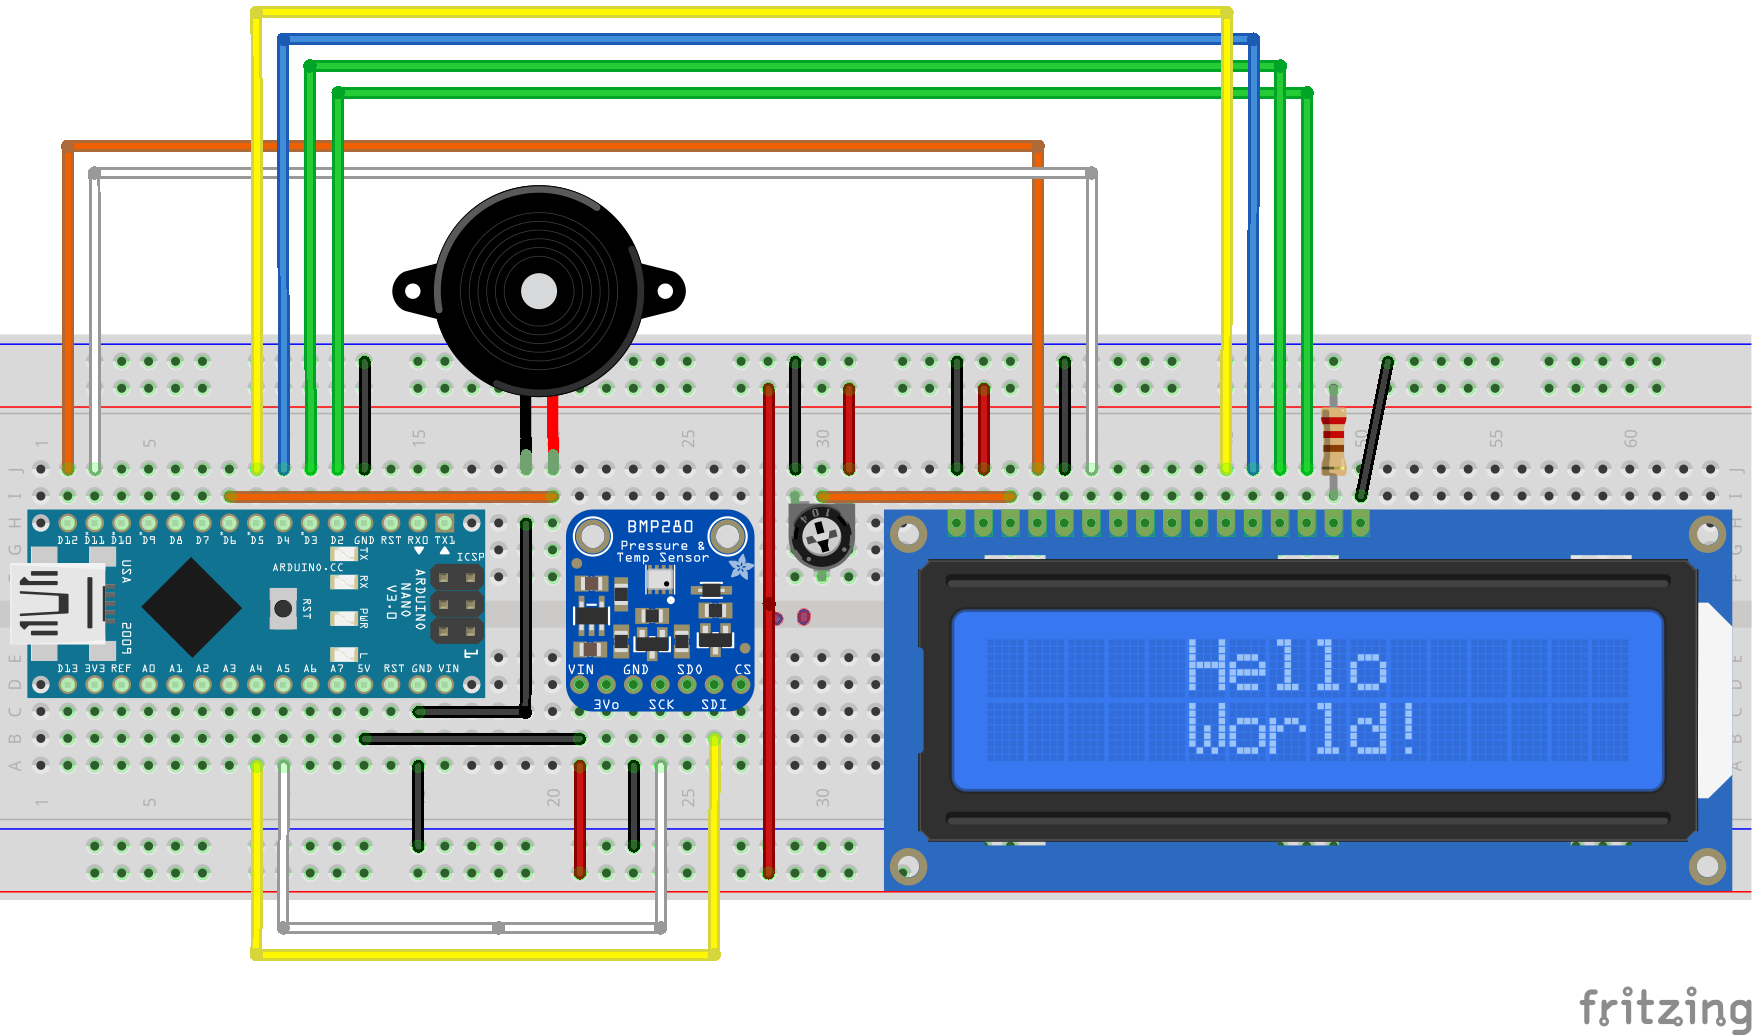 1 5 15 25 30 50 55 60
J J
I I
H H
G G
F
E E
D D
C C
B B
A A
D12 D11 D10 D9 D8 D7 D6 D5 D4 D3 D2 GND RST RX0 TX1
TX
ICSP
USA
ARDUINO.CC
RX
RST
ARDUINO
NANO
V3.0
PWR
L
1
D13 3V3 REF A0 A1 A2 A3 A4 A5 A6 A7 5V RST GND VIN
BMP280
Pressure &
Temp Sensor
VIN GND SDO CS
3Vo SCK SDI
104
Hello
World!
1 5 20 25 30
fritzing